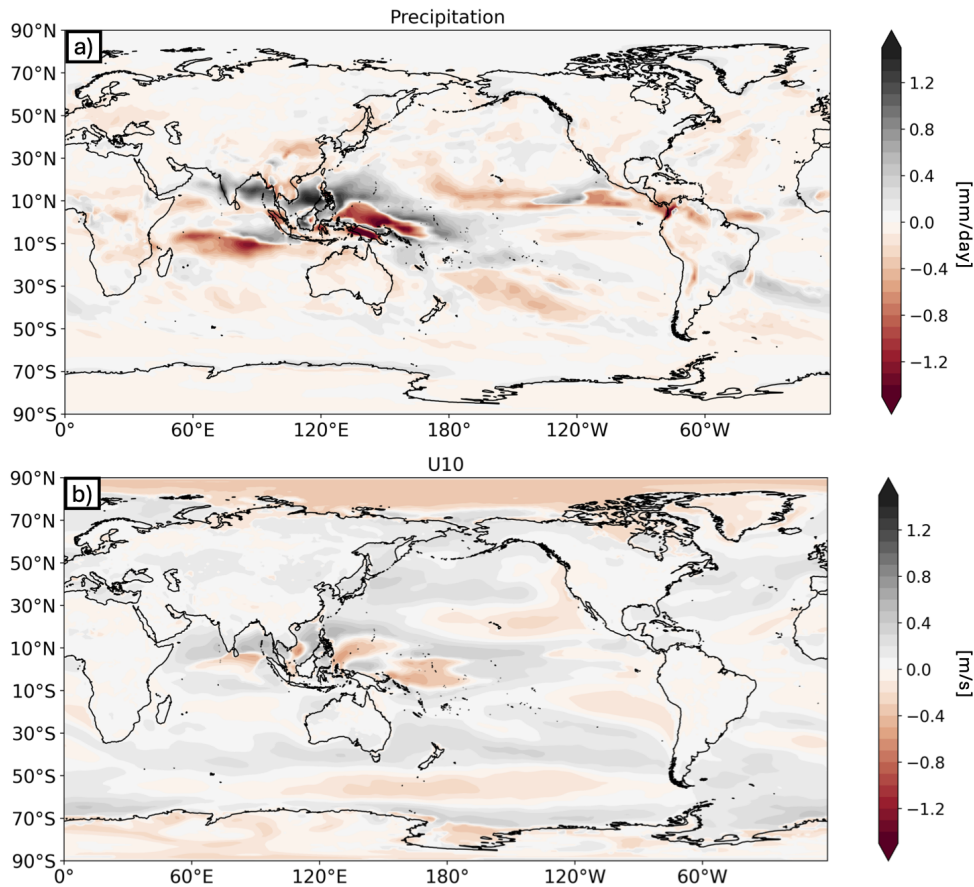 Precipitation
a)
90°N
70°N
50°N
30°N
10°N
10°S
30°S
50°S
70°S
90°S
0°
60°E
120°E
180°
120°W
60°W
1.2
0.8
0.4
0.0
−0.4
−0.8
−1.2
[mm/day]
U10
b)
90°N
70°N
50°N
30°N
10°N
10°S
30°S
50°S
70°S
90°S
0°
60°E
120°E
180°
120°W
60°W
1.2
0.8
0.4
0.0
−0.4
−0.8
−1.2
[m/s]